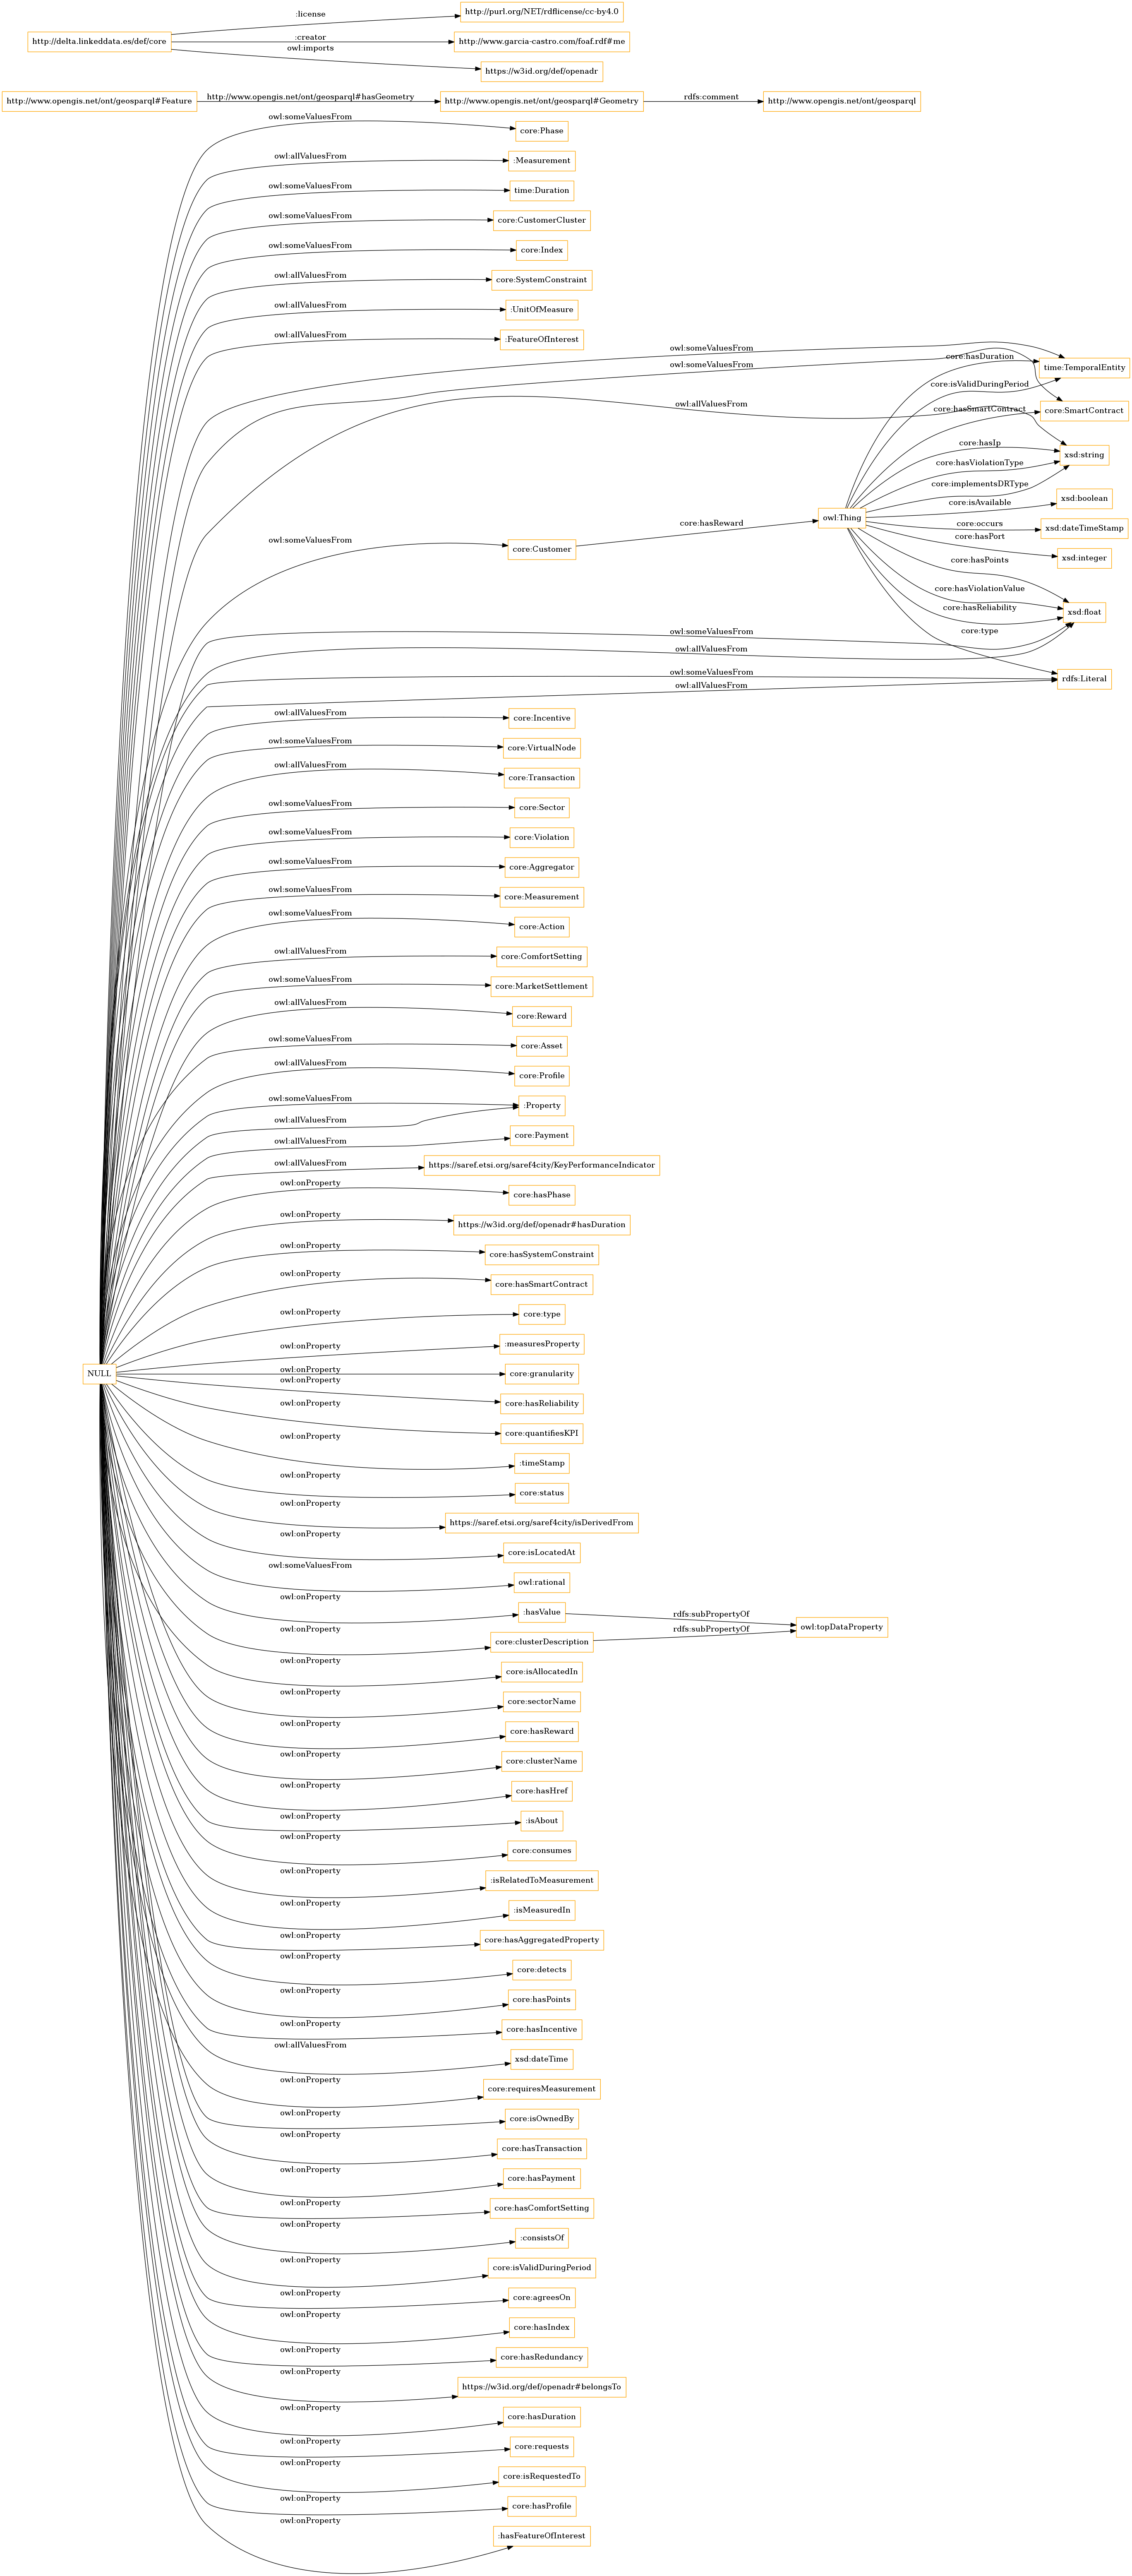 :license
http://purl.org/NET/rdflicense/cc-by4.0
http://delta.linkeddata.es/def/core
:creator
http://www.garcia-castro.com/foaf.rdf#me
owl:imports
https://w3id.org/def/openadr
http://www.opengis.net/ont/geosparql#Feature
http://www.opengis.net/ont/geosparql#hasGeometry
http://www.opengis.net/ont/geosparql#Geometry
rdfs:comment
http://www.opengis.net/ont/geosparql
owl:someValuesFrom
core:Phase
owl:allValuesFrom
:Measurement
owl:someValuesFrom
time:Duration
owl:someValuesFrom
core:CustomerCluster
owl:someValuesFrom
core:Index
owl:allValuesFrom
core:SystemConstraint
owl:allValuesFrom
:UnitOfMeasure
owl:allValuesFrom
:FeatureOfInterest
owl:someValuesFrom
core:hasDuration
time:TemporalEntity
owl:someValuesFrom
core:isValidDuringPeriod
owl:allValuesFrom
core:hasSmartContract
core:SmartContract
core:hasIp
xsd:string
core:hasViolationType
core:implementsDRType
core:isAvailable
xsd:boolean
owl:Thing
core:hasReward
core:occurs
xsd:dateTimeStamp
core:hasPort
xsd:integer
owl:someValuesFrom
core:Customer
core:hasPoints
core:hasViolationValue
core:hasReliability
xsd:float
core:type
owl:someValuesFrom
owl:allValuesFrom
owl:someValuesFrom
rdfs:Literal
owl:allValuesFrom
owl:allValuesFrom
core:Incentive
owl:someValuesFrom
core:VirtualNode
owl:allValuesFrom
core:Transaction
owl:someValuesFrom
core:Sector
owl:someValuesFrom
core:Violation
owl:someValuesFrom
core:Aggregator
owl:someValuesFrom
core:Measurement
owl:someValuesFrom
core:Action
owl:allValuesFrom
core:ComfortSetting
owl:someValuesFrom
core:MarketSettlement
owl:allValuesFrom
core:Reward
owl:someValuesFrom
core:Asset
owl:allValuesFrom
core:Profile
owl:someValuesFrom
:Property
owl:allValuesFrom
owl:allValuesFrom
core:Payment
owl:allValuesFrom
https://saref.etsi.org/saref4city/KeyPerformanceIndicator
owl:onProperty
core:hasPhase
owl:onProperty
https://w3id.org/def/openadr#hasDuration
owl:onProperty
core:hasSystemConstraint
owl:onProperty
core:hasSmartContract
owl:onProperty
core:type
owl:onProperty
:measuresProperty
NULL
owl:onProperty
core:granularity
owl:onProperty
core:hasReliability
owl:onProperty
core:quantifiesKPI
owl:onProperty
:timeStamp
owl:onProperty
core:status
owl:onProperty
https://saref.etsi.org/saref4city/isDerivedFrom
owl:onProperty
core:isLocatedAt
owl:someValuesFrom
owl:rational
owl:onProperty
:hasValue
rdfs:subPropertyOf
owl:topDataProperty
owl:onProperty
core:clusterDescription
rdfs:subPropertyOf
owl:onProperty
core:isAllocatedIn
owl:onProperty
core:sectorName
owl:onProperty
core:hasReward
owl:onProperty
core:clusterName
owl:onProperty
core:hasHref
owl:onProperty
:isAbout
owl:onProperty
core:consumes
owl:onProperty
:isRelatedToMeasurement
owl:onProperty
:isMeasuredIn
owl:onProperty
core:hasAggregatedProperty
owl:onProperty
core:detects
owl:onProperty
core:hasPoints
owl:onProperty
core:hasIncentive
owl:allValuesFrom
xsd:dateTime
owl:onProperty
core:requiresMeasurement
owl:onProperty
core:isOwnedBy
owl:onProperty
core:hasTransaction
owl:onProperty
core:hasPayment
owl:onProperty
core:hasComfortSetting
owl:onProperty
:consistsOf
owl:onProperty
core:isValidDuringPeriod
owl:onProperty
core:agreesOn
owl:onProperty
core:hasIndex
owl:onProperty
core:hasRedundancy
owl:onProperty
https://w3id.org/def/openadr#belongsTo
owl:onProperty
core:hasDuration
owl:onProperty
core:requests
owl:onProperty
core:isRequestedTo
owl:onProperty
core:hasProfile
owl:onProperty
:hasFeatureOfInterest